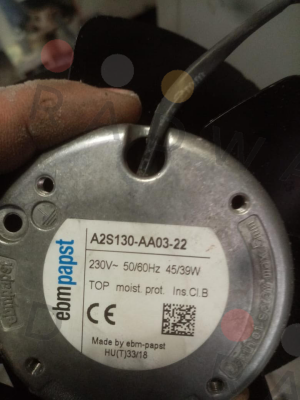 ebmpapst
A2S130-AA03-22
230V~ 50/60Hz 45/39W
TOP moist. prot. Ins.Cl.B
CE
Made by ebm-papst
HU(T)33/18